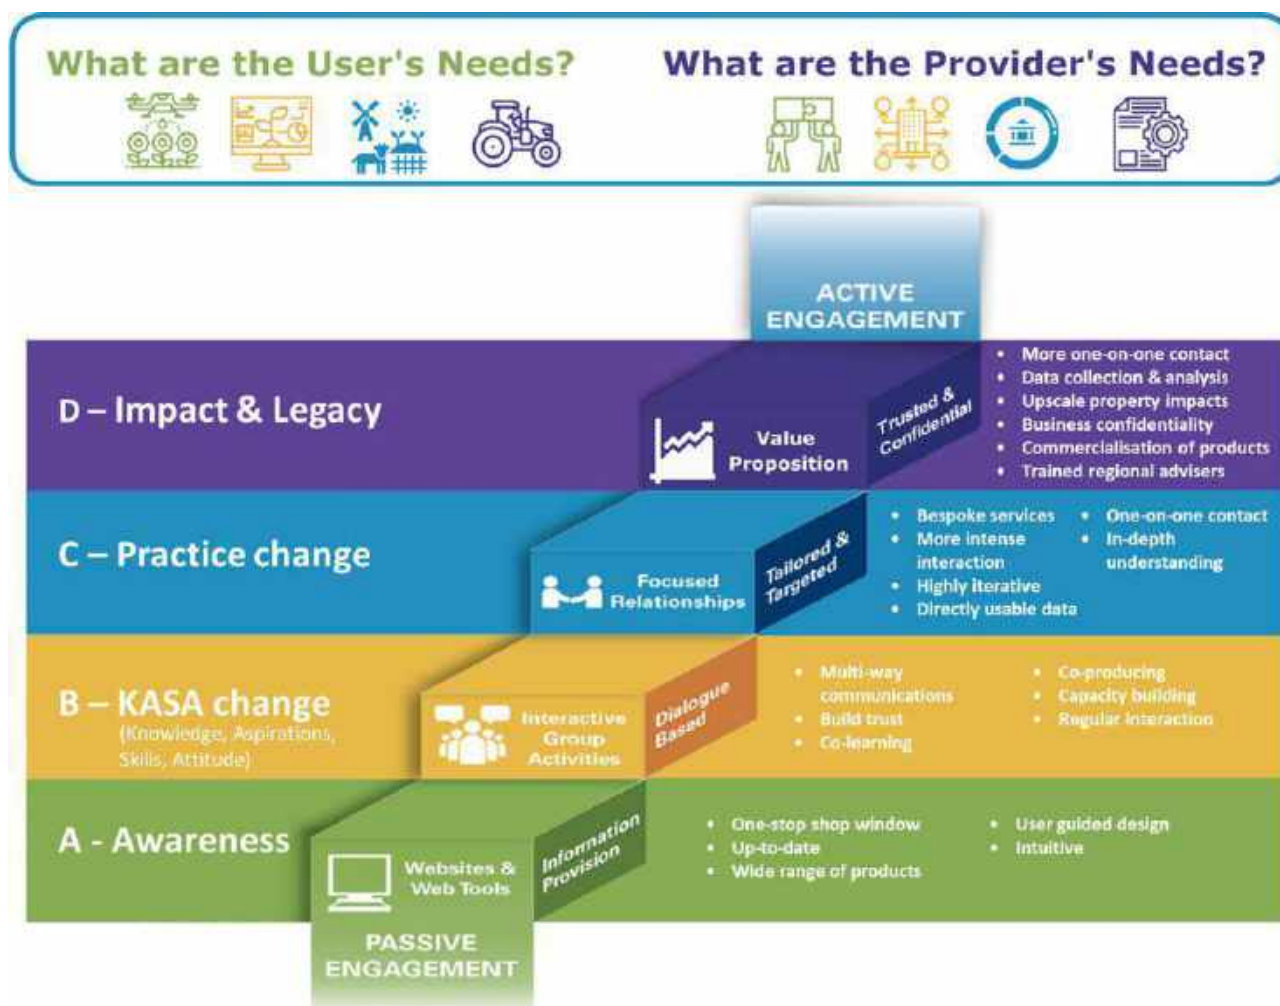 What are the User's Needs?
What are the Provider's Needs?
ACTIVE
ENGAGEMENT
D – Impact & Legacy
Value
Proposition
Trusted &
Confidential
• More one-on-one contact
• Data collection & analysis
• Upscale property impacts
• Business confidentiality
• Commercialisation of products
• Trained regional advisers
C – Practice change
Focused
Relationships
Tailored &
Targeted
• Bespoke services
• More intense
interaction
• Highly iterative
• Directly usable data
• One-on-one contact
• In-depth
understanding
B – KASA change
(Knowledge, Aspirations,
Skills, Attitude)
Interactive
Group
Activities
Dialogue
Based
• Multi-way
communications
• Build trust
• Co-learning
• Co-producing
• Capacity building
• Regular interaction
A - Awareness
Websites &
Web Tools
Information
Provision
• One-stop shop window
• Up-to-date
• Wide range of products
• User guided design
• Intuitive
PASSIVE
ENGAGEMENT